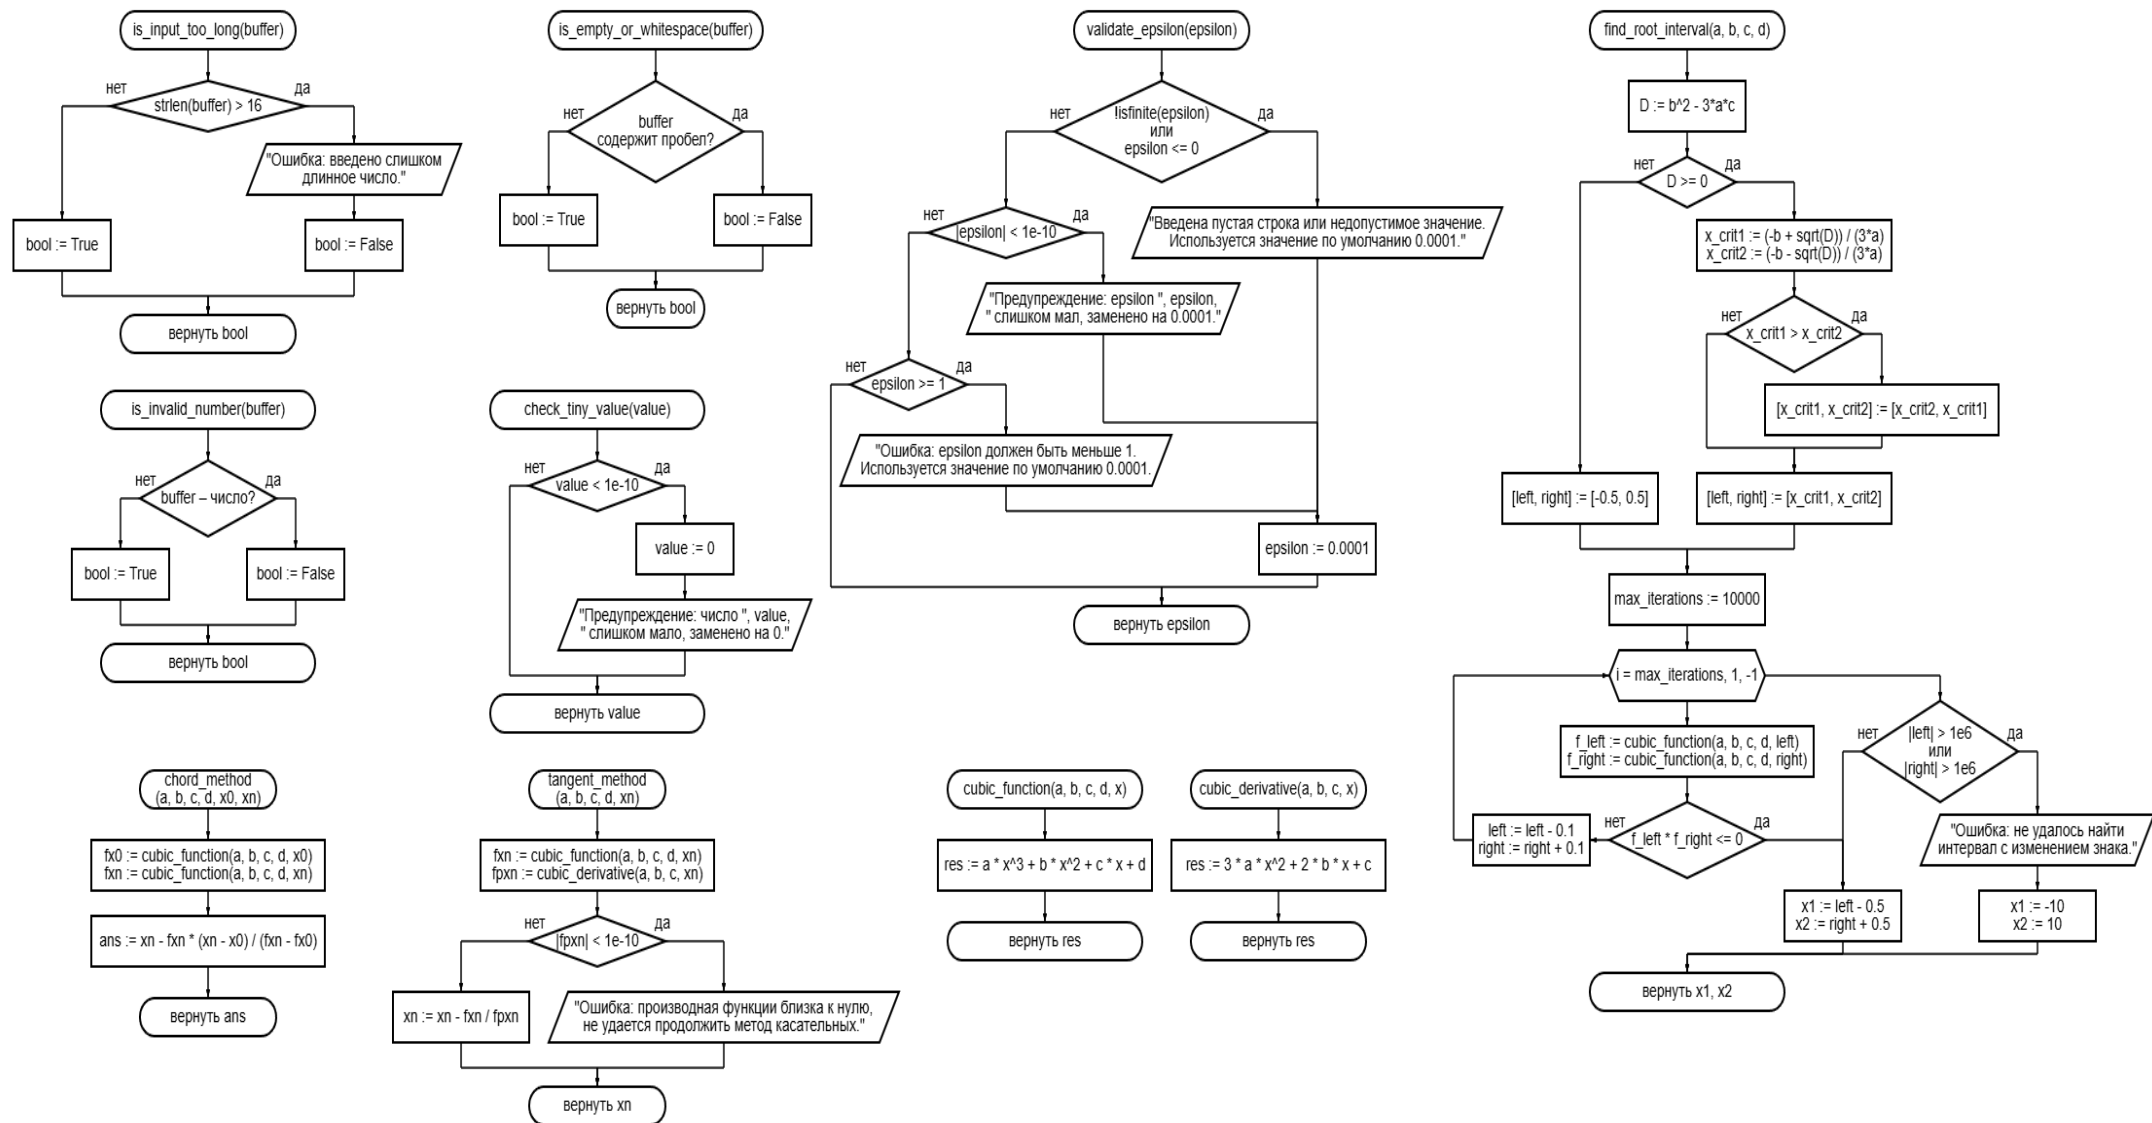 is_input_too_long(buffer)
нет
да
strlen(buffer) > 16
"Ошибка: введено слишком
длинное число."
bool := True
bool := False
вернуть bool
is_empty_or_whitespace(buffer)
нет
да
buffer
содержит пробел?
bool := True
bool := False
вернуть bool
validate_epsilon(epsilon)
нет
да
!isfinite(epsilon)
или
epsilon <= 0
нет
да
|epsilon| < 1e-10
"Введена пустая строка или недопустимое значение.
Используется значение по умолчанию 0.0001."
"Предупреждение: epsilon ", epsilon,
" слишком мал, заменено на 0.0001."
нет
да
epsilon >= 1
"Ошибка: epsilon должен быть меньше 1.
Используется значение по умолчанию 0.0001.
epsilon := 0.0001
вернуть epsilon
find_root_interval(a, b, c, d)
D := b^2 - 3*a*c
нет
да
D >= 0
x_crit1 := (-b + sqrt(D)) / (3*a)
x_crit2 := (-b - sqrt(D)) / (3*a)
нет
да
x_crit1 > x_crit2
[x_crit1, x_crit2] := [x_crit2, x_crit1]
[left, right] := [-0.5, 0.5]
[left, right] := [x_crit1, x_crit2]
max_iterations := 10000
i = max_iterations, 1, -1
f_left := cubic_function(a, b, c, d, left)
f_right := cubic_function(a, b, c, d, right)
нет
да
f_left * f_right <= 0
left := left - 0.1
right := right + 0.1
нет
да
|left| > 1e6
или
|right| > 1e6
"Ошибка: не удалось найти
интервал с изменением знака."
x1 := left - 0.5
x2 := right + 0.5
x1 := -10
x2 := 10
вернуть x1, x2
is_invalid_number(buffer)
нет
да
buffer – число?
bool := True
bool := False
вернуть bool
check_tiny_value(value)
нет
да
value < 1e-10
value := 0
"Предупреждение: число ", value,
" слишком мало, заменено на 0."
вернуть value
chord_method
(a, b, c, d, x0, xn)
fx0 := cubic_function(a, b, c, d, x0)
fxn := cubic_function(a, b, c, d, xn)
ans := xn - fxn * (xn - x0) / (fxn - fx0)
вернуть ans
tangent_method
(a, b, c, d, xn)
fxn := cubic_function(a, b, c, d, xn)
fpxn := cubic_derivative(a, b, c, xn)
нет
да
|fpxn| < 1e-10
xn := xn - fxn / fpxn
"Ошибка: производная функции близка к нулю,
не удается продолжить метод касательных."
вернуть xn
cubic_function(a, b, c, d, x)
res := a * x^3 + b * x^2 + c * x + d
вернуть res
cubic_derivative(a, b, c, x)
res := 3 * a * x^2 + 2 * b * x + c
вернуть res